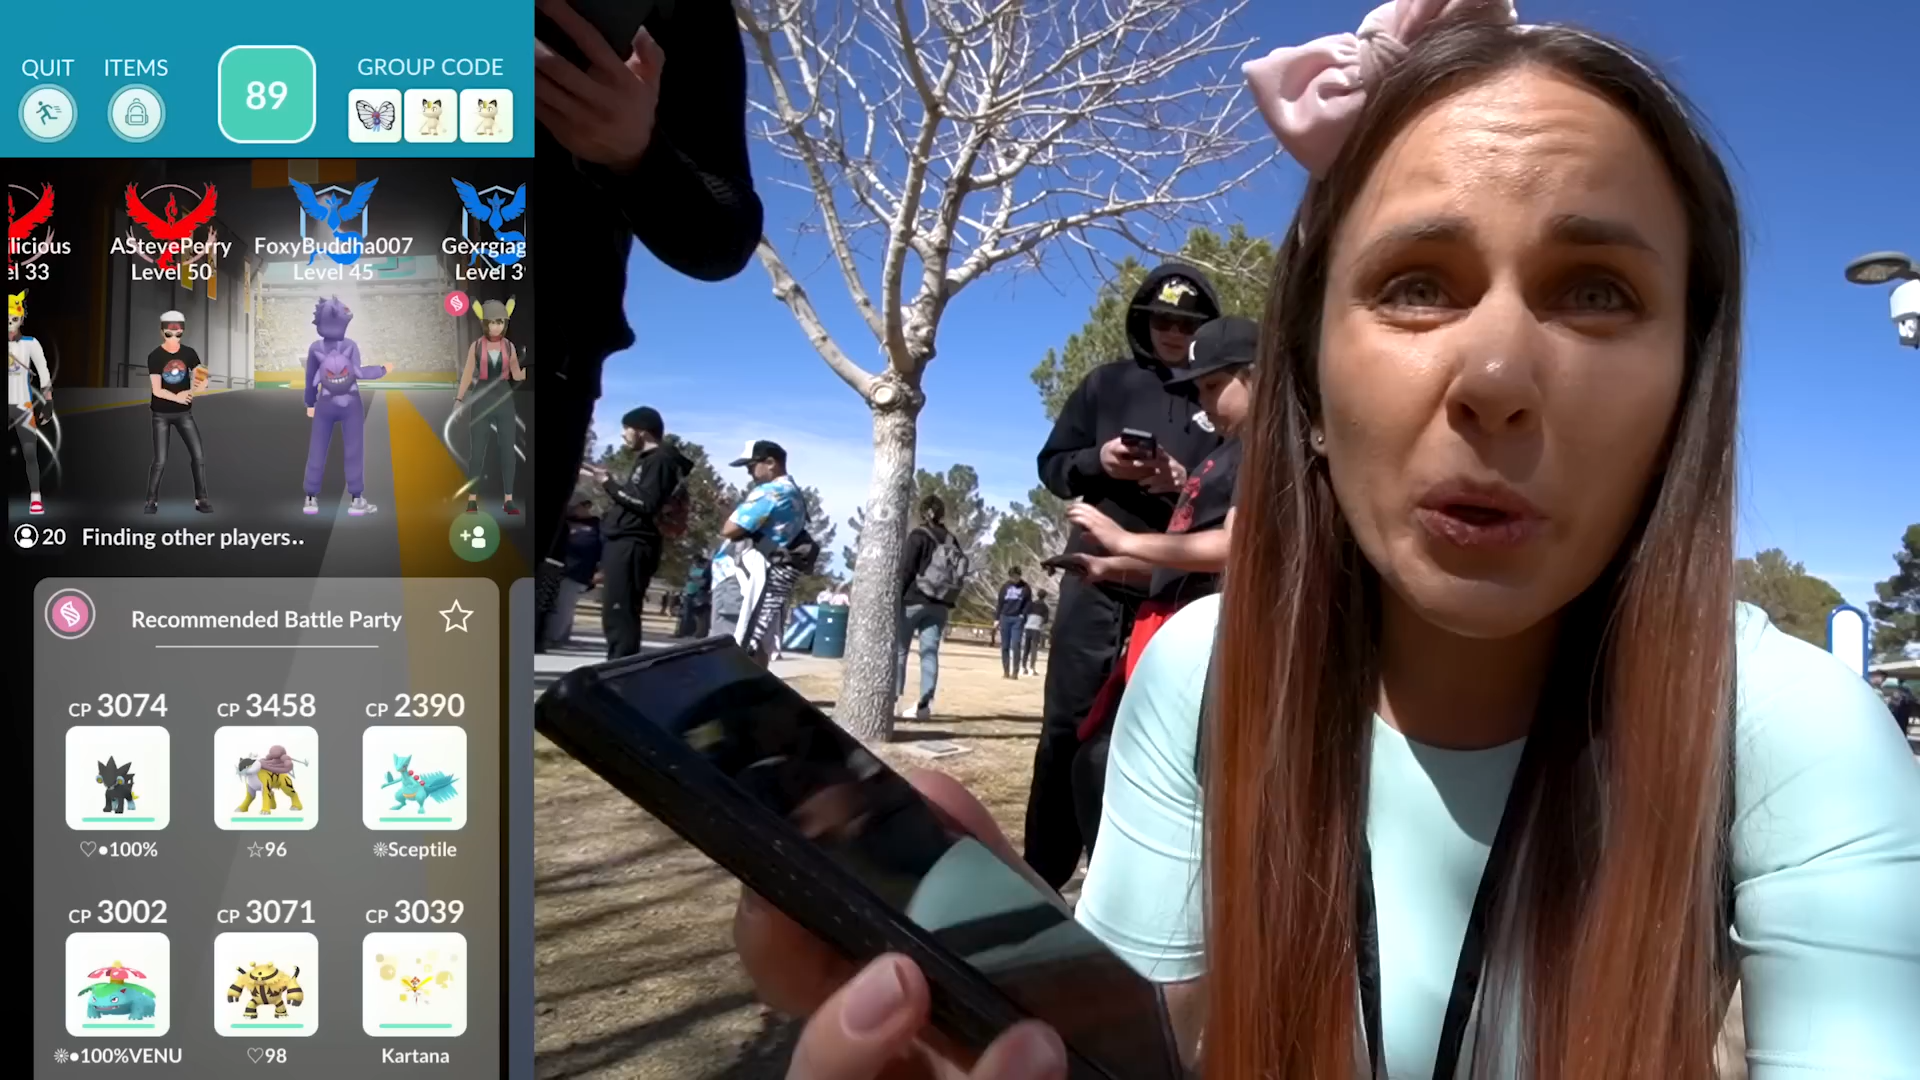 QUIT ITEMS
89
GROUP CODE
licious
el 33
AStevePerry
Level 50
FoxyBuddha007
Level 45
Gexrgiag
Level 3
20 Finding other players..
Recommended Battle Party
CP 3074
CP 3458
CP 2390
♡●100%
☆96
❊Sceptile
CP 3002
CP 3071
CP 3039
❊●100%VENU
♡98
Kartana